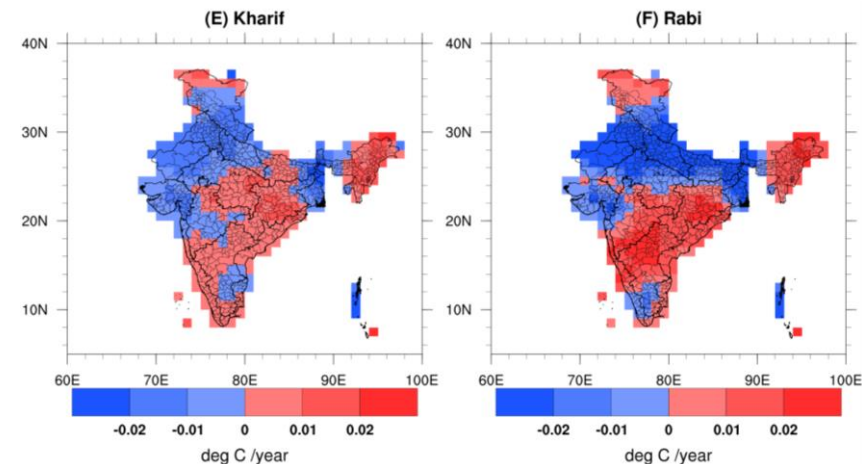 (E) Kharif
(F) Rabi
40N
30N
20N
10N
60E 70E 80E 90E 100E
-0.02 -0.01 0 0.01 0.02
deg C /year
40N
30N
20N
10N
60E 70E 80E 90E 100E
-0.02 -0.01 0 0.01 0.02
deg C /year